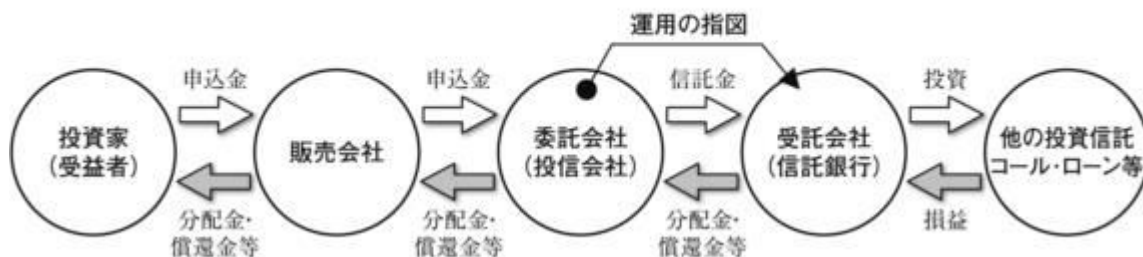 運用の指図
申込金
申込金
信託金
投資
投資家
（受益者）
販売会社
委託会社
（投信会社）
受託会社
（信託銀行）
他の投資信託
コール・ローン等
分配金・
償還金等
分配金・
償還金等
分配金・
償還金等
損益